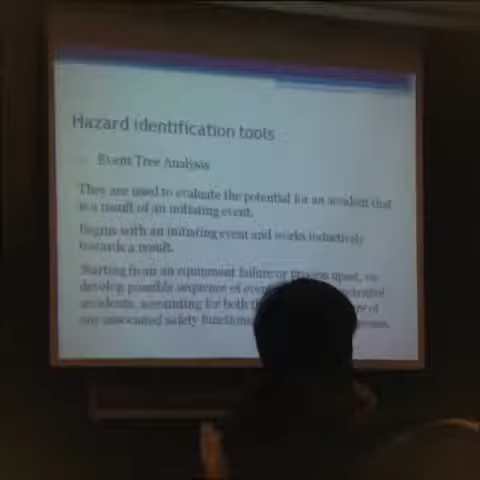 Hazard identification tools
Event Tree Analysis
They are used to evaluate the potential for an accident that
is a result of an initiating event.
Begins with an initiating event and works inductively
towards a result.
Starting from an equipment failure or process upset, we
develop possible sequence of potential
accidents, accounting for both of
any associated safety functions